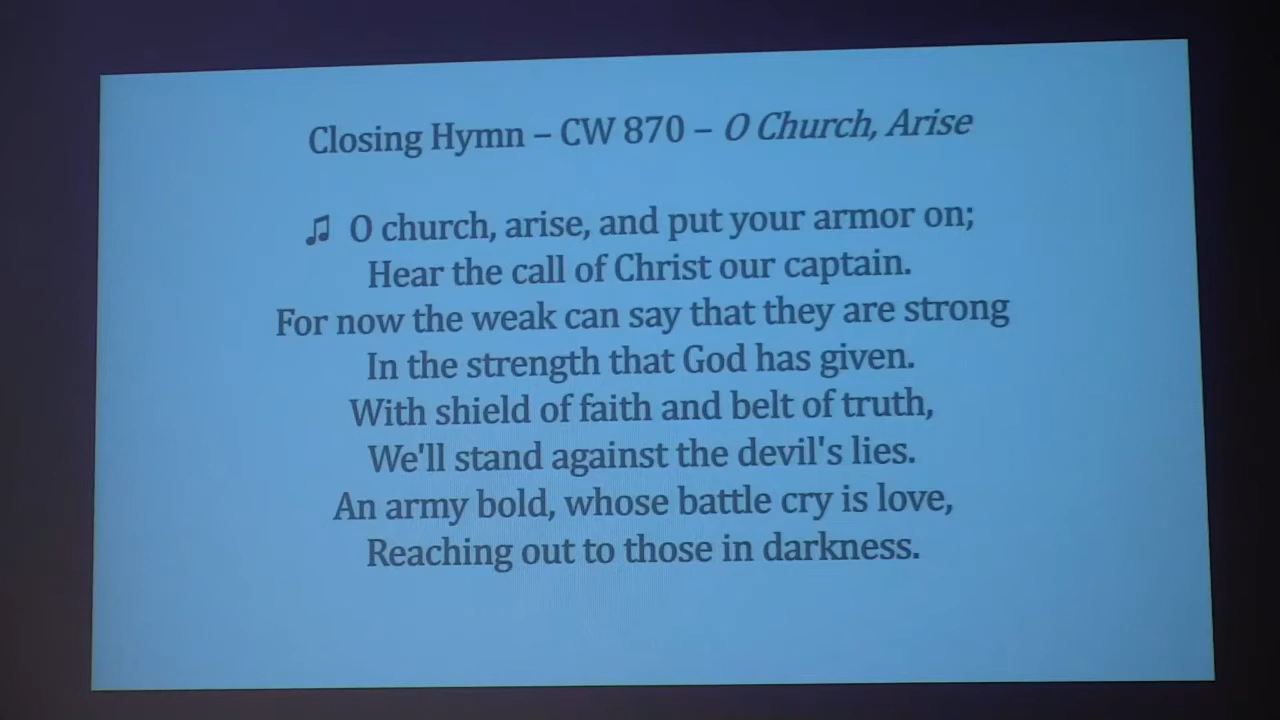 Closing Hymn – CW 870 – O Church, Arise
♫ O church, arise, and put your armor on;
Hear the call of Christ our captain.
For now the weak can say that they are strong
In the strength that God has given.
With shield of faith and belt of truth,
We'll stand against the devil's lies.
An army bold, whose battle cry is love,
Reaching out to those in darkness.